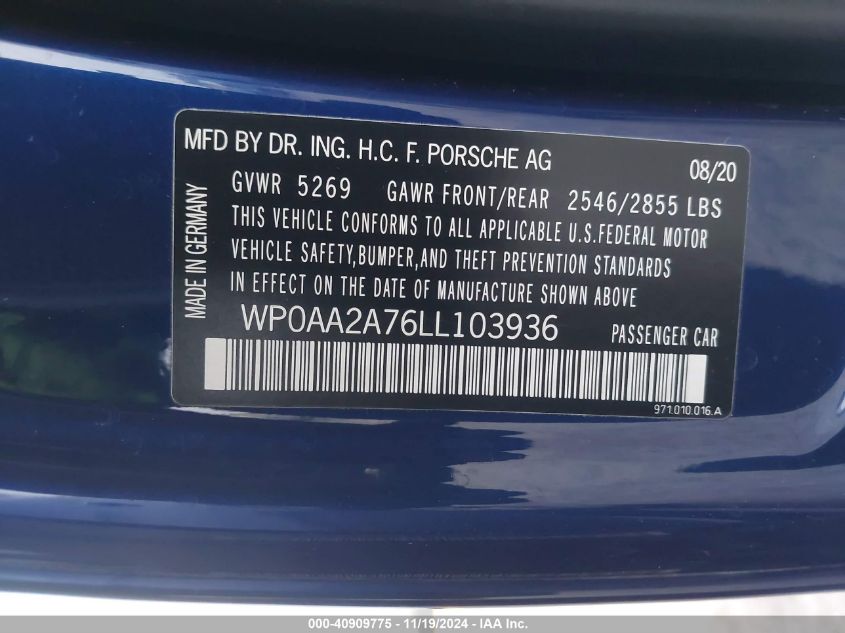 MFD BY DR. ING. H.C. F. PORSCHE AG 08/20
GVWR 5269 GAWR FRONT/REAR 2546/2855 LBS
THIS VEHICLE CONFORMS TO ALL APPLICABLE U.S.FEDERAL MOTOR
VEHICLE SAFETY,BUMPER,AND THEFT PREVENTION STANDARDS
IN EFFECT ON THE DATE OF MANUFACTURE SHOWN ABOVE
MADE IN GERMANY
WP0AA2A76LL103936 PASSENGER CAR
971.010.016.A
000-40909775 - 11/19/2024 - IAA Inc.